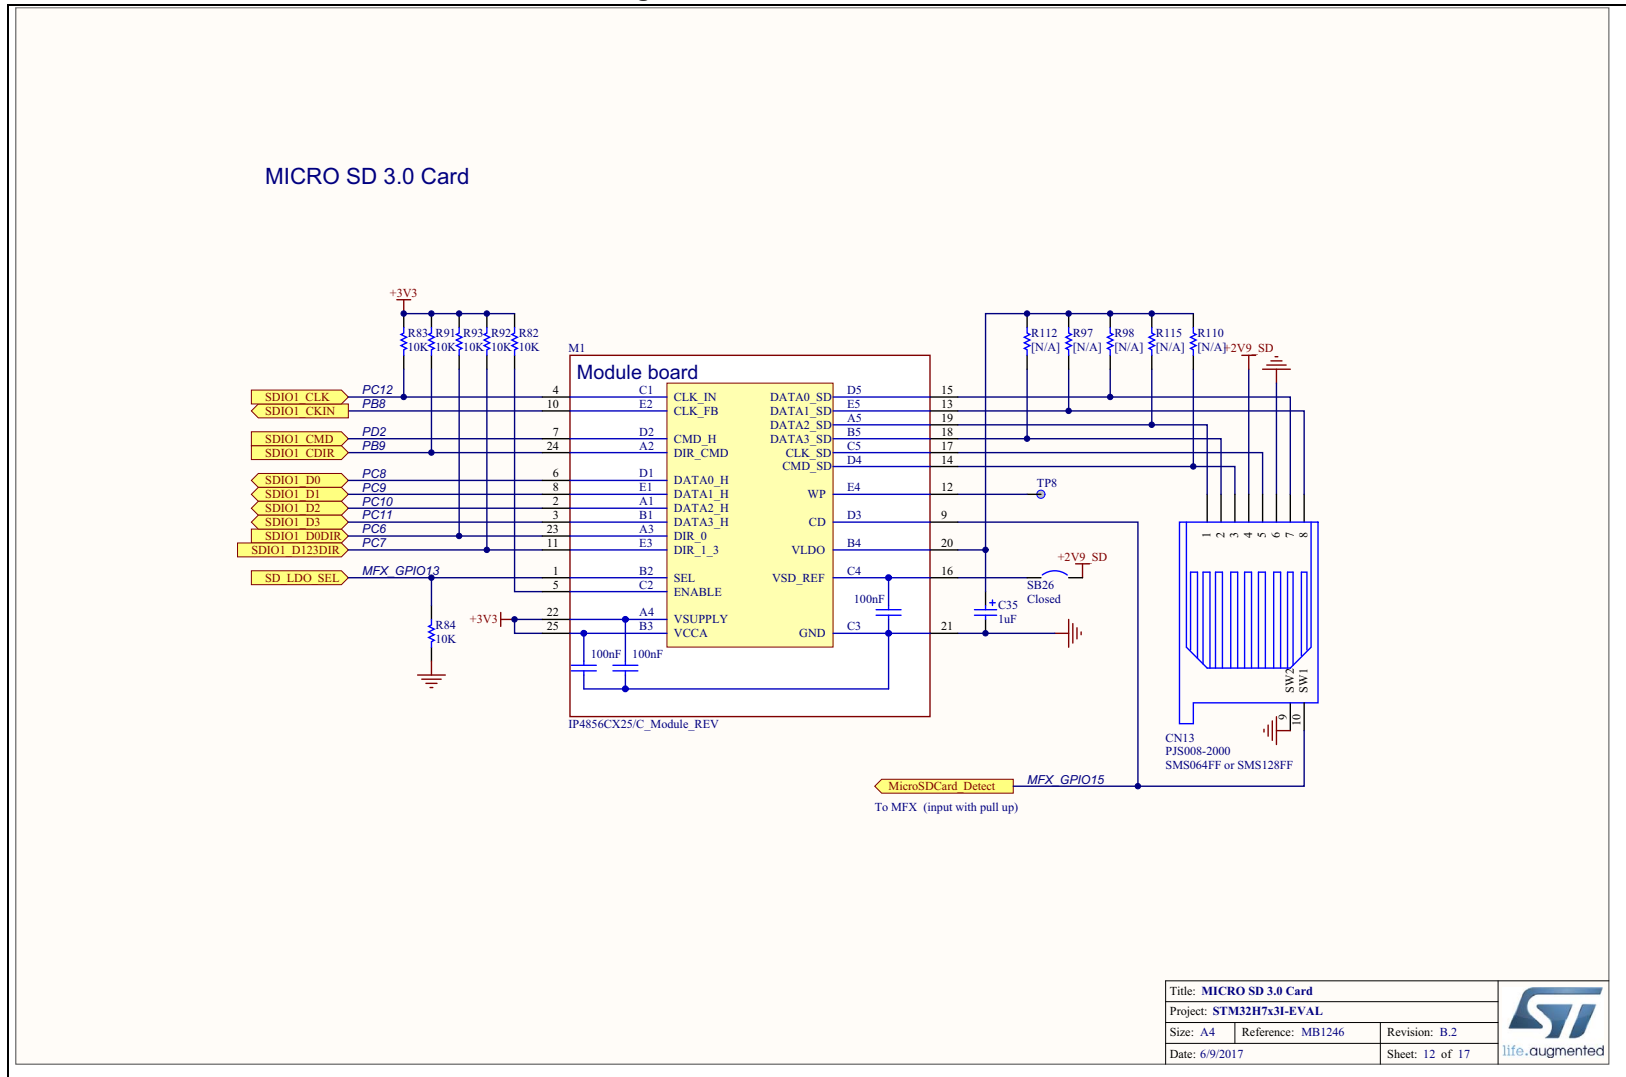 MICRO SD 3.0 Card
+3V3
R83 R91 R93 R92 R82
10K 10K 10K 10K 10K
R112 R97 R98 R115 R110
[N/A] [N/A] [N/A] [N/A] [N/A]
+2V9_SD
M1
Module board
SDIO1_CLK PC12 4 C1 CLK_IN DATA0_SD D5 15
SDIO1_CKIN PB8 10 E2 CLK_FB DATA1_SD E5 13
DATA2_SD A5 19
SDIO1_CMD PD2 7 D2 CMD_H DATA3_SD B5 18
SDIO1_CDIR PB9 24 A2 DIR_CMD CLK_SD C5 17
CMD_SD D4 14
SDIO1_D0 PC8 6 D1 DATA0_H
SDIO1_D1 PC9 8 E1 DATA1_H WP E4 12 TP8
SDIO1_D2 PC10 2 A1 DATA2_H
SDIO1_D3 PC11 3 B1 DATA3_H CD D3 9
SDIO1_D0DIR PC6 23 A3 DIR_0
SDIO1_D123DIR PC7 11 E3 DIR_1_3 VLDO B4 20
1 2 3 4 5 6 7 8
+2V9_SD
SD_LDO_SEL MFX_GPIO13 1 B2 SEL VSD_REF C4 16
5 C2 ENABLE
SB26
Closed
100nF
+3V3 22 A4 VSUPPLY
25 B3 VCCA GND C3 21
C35
1uF
R84
10K
100nF 100nF
SW2 SW1
9 10
IP4856CX25/C_Module_REV
CN13
PJS008-2000
SMS064FF or SMS128FF
MicroSDCard_Detect MFX_GPIO15
To MFX (input with pull up)
Title: MICRO SD 3.0 Card
Project: STM32H7x3I-EVAL
Size: A4 Reference: MB1246 Revision: B.2
Date: 6/9/2017 Sheet: 12 of 17
ST
life.augmented